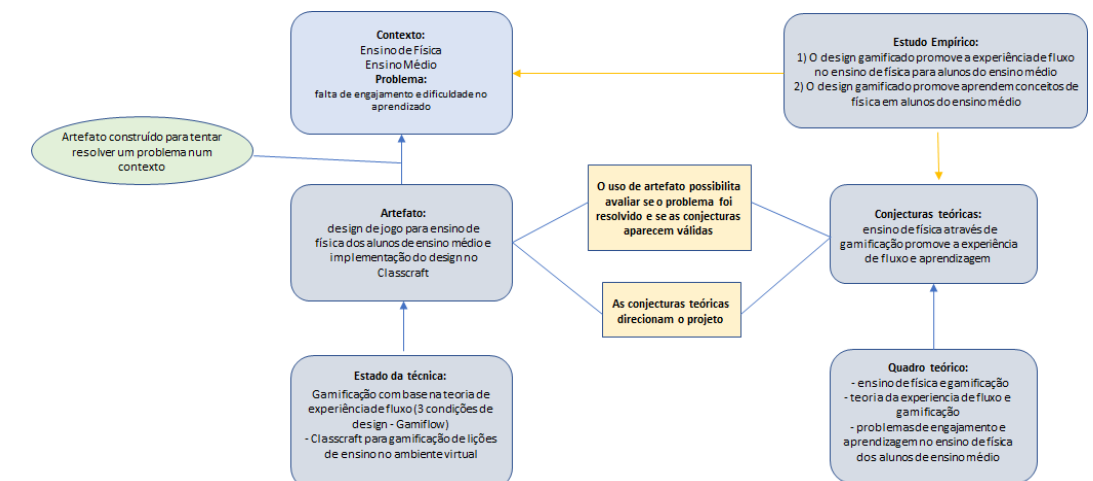 Contexto:
Ensino de Física
Ensino Médio
Problema:
falta de engajamento e dificuldade no
aprendizado
Estudo Empírico:
1) O design gamificado promove a experiência de fluxo
no ensino de física para alunos do ensino médio
2) O design gamificado promove aprendem conceitos de
física em alunos do ensino médio
Artefato construído para tentar
resolver um problema num
contexto
Artefato:
design de jogo para ensino de
física dos alunos de ensino médio e
implementação do design no
Classcraft
O uso de artefato possibilita
avaliar se o problema foi
resolvido e se as conjecturas
aparecem válidas
Conjecturas teóricas:
ensino de física através de
gamificação promove a experiência
de fluxo e aprendizagem
As conjecturas teóricas
direcionam o projeto
Estado da técnica:
Gamificação com base na teoria de
experiência de fluxo (3 condições de
design - Gamiflow)
- Classcraft para gamificação de lições
de ensino no ambiente virtual
Quadro teórico:
- ensino de física e gamificação
- teoria da experiencia de fluxo e
gamificação
- problemas de engajamento e
aprendizagem no ensino de física
dos alunos de ensino médio